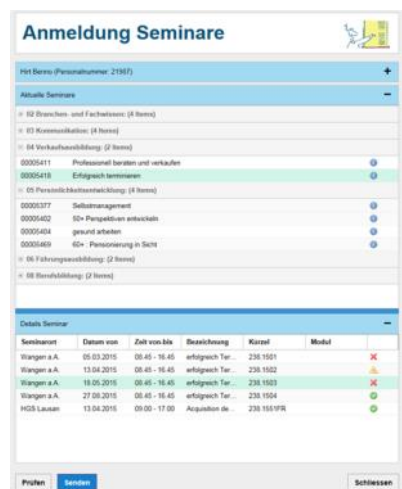 Anmeldung Seminare
Hirt Benno (Personalnummer: 21907)
Aktuelle Seminare
02 Branchen- und Fachwissen: (4 Items)
03 Kommunikation: (4 Items)
04 Verkaufsausbildung: (2 Items)
00005411 Professionell beraten und verkaufen
00005418 Erfolgreich terminieren
05 Persönlichkeitsentwicklung: (4 Items)
00005377 Selbstmanagement
00005402 50+ Perspektiven entwickeln
00005404 gesund arbeiten
00005469 60+ : Pensionierung in Sicht
06 Führungsausbildung: (2 Items)
08 Berufsbildung: (2 Items)
Details Seminar
Seminarort Datum von Zeit von-bis Bezeichnung Kürzel Modul
Wangen a.A. 05.03.2015 08.45 - 16.45 erfolgreich Ter... 238.1501
Wangen a.A. 13.04.2015 08.45 - 16.45 erfolgreich Ter... 238.1502
Wangen a.A. 18.05.2015 08.45 - 16.45 erfolgreich Ter... 238.1503
Wangen a.A. 27.08.2015 08.45 - 16.45 erfolgreich Ter... 238.1504
HGS Lausan 13.04.2015 09.00 - 17.00 Acquisition de ... 238.1551FR
Prüfen Senden Schliessen